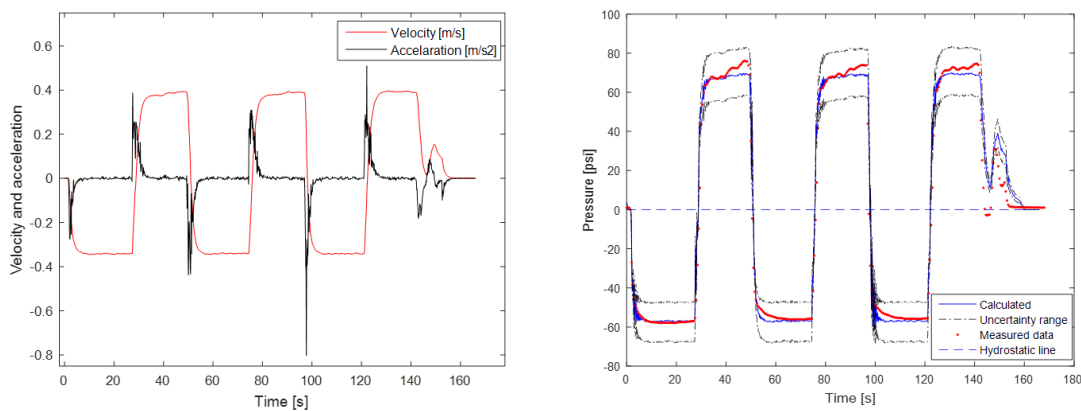 Velocity and acceleration
0.6
0.4
0.2
0
-0.2
-0.4
-0.6
-0.8
Velocity [m/s]
Accelaration [m/s2]
0 20 40 60 80 100 120 140 160
Time [s]
Pressure [psi]
100
80
60
40
20
0
-20
-40
-60
-80
Calculated
Uncertainty range
Measured data
Hydrostatic line
0 20 40 60 80 100 120 140 160 180
Time [s]